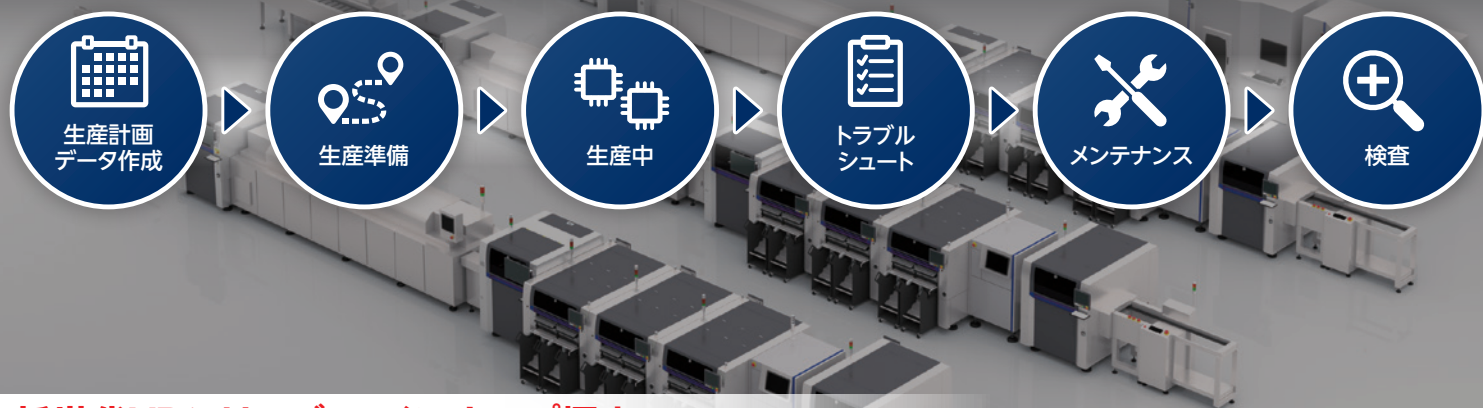 生産計画
データ作成
生産準備
生産中
トラブル
シュート
メンテナンス
検査